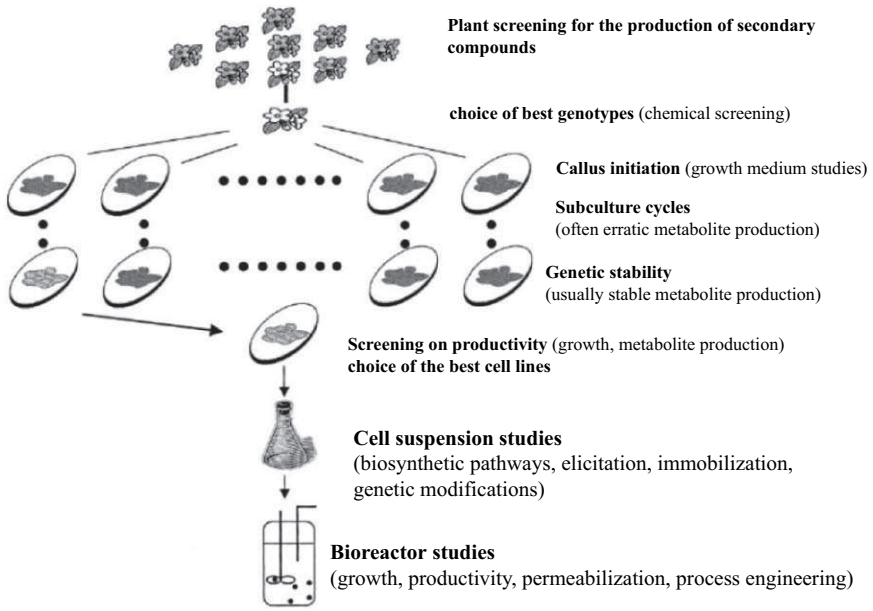 Plant screening for the production of secondary
compounds
choice of best genotypes (chemical screening)
Callus initiation (growth medium studies)
Subculture cycles
(often erratic metabolite production)
Genetic stability
(usually stable metabolite production)
Screening on productivity (growth, metabolite production)
choice of the best cell lines
Cell suspension studies
(biosynthetic pathways, elicitation, immobilization,
genetic modifications)
Bioreactor studies
(growth, productivity, permeabilization, process engineering)